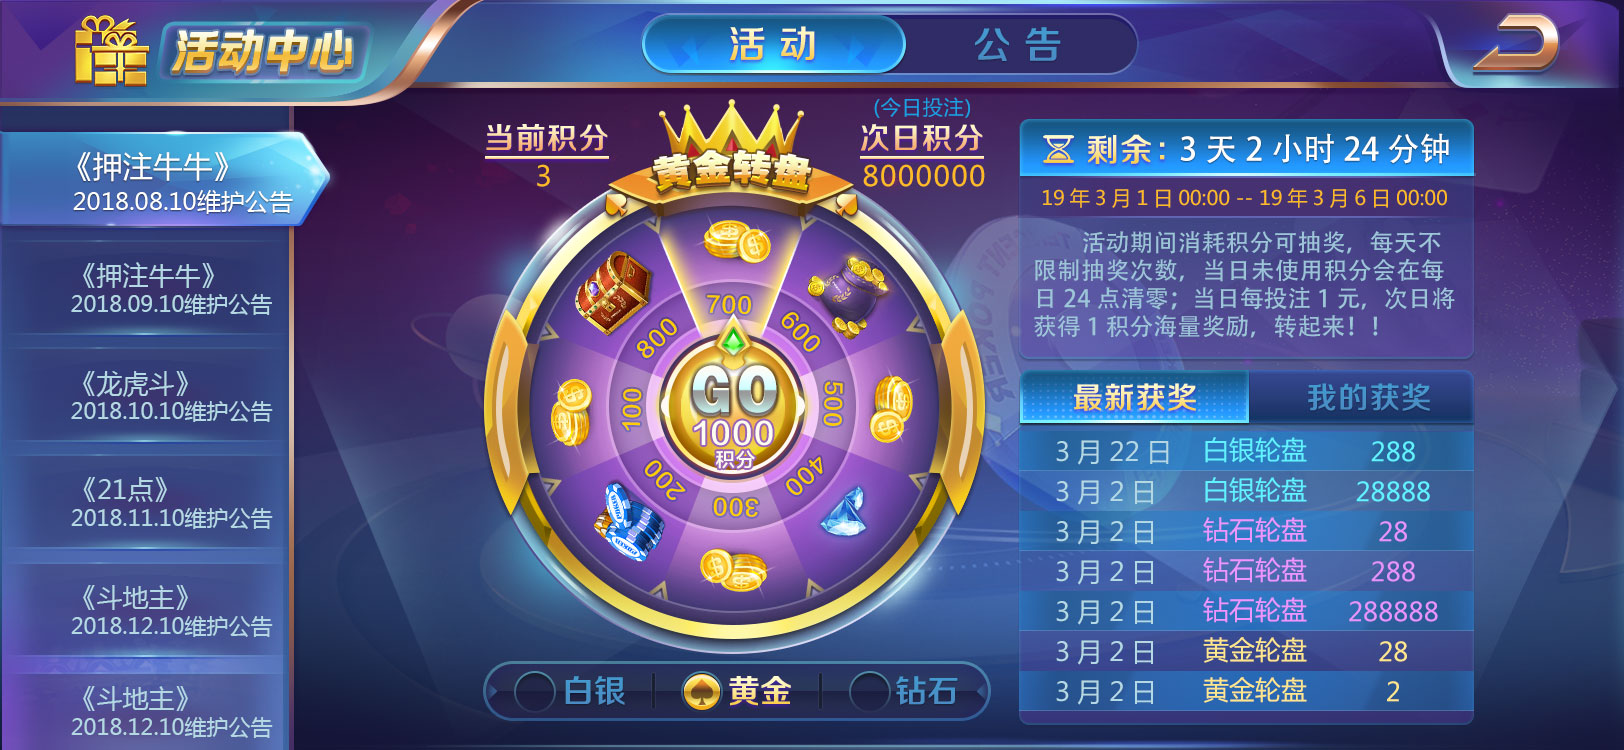 活动中心
活动
公告
《押注牛牛》
2018.08.10维护公告
《押注牛牛》
2018.09.10维护公告
《龙虎斗》
2018.10.10维护公告
《21点》
2018.11.10维护公告
《斗地主》
2018.12.10维护公告
《斗地主》
2018.12.10维护公告
当前积分
3
(今日投注)
次日积分
8000000
黄金转盘
700
600
500
400
300
200
100
800
GO
1000
积分
白银
黄金
钻石
剩余：3 天 2 小时 24 分钟
19 年 3 月 1 日 00:00 -- 19 年 3 月 6 日 00:00
活动期间消耗积分可抽奖，每天不
限制抽奖次数，当日未使用积分会在每
日 24 点清零；当日每投注 1 元，次日将
获得 1 积分海量奖励，转起来！！
最新获奖
我的获奖
3 月 22 日 白银轮盘 288
3 月 2 日 白银轮盘 28888
3 月 2 日 钻石轮盘 28
3 月 2 日 钻石轮盘 288
3 月 2 日 钻石轮盘 288888
3 月 2 日 黄金轮盘 28
3 月 2 日 黄金轮盘 2